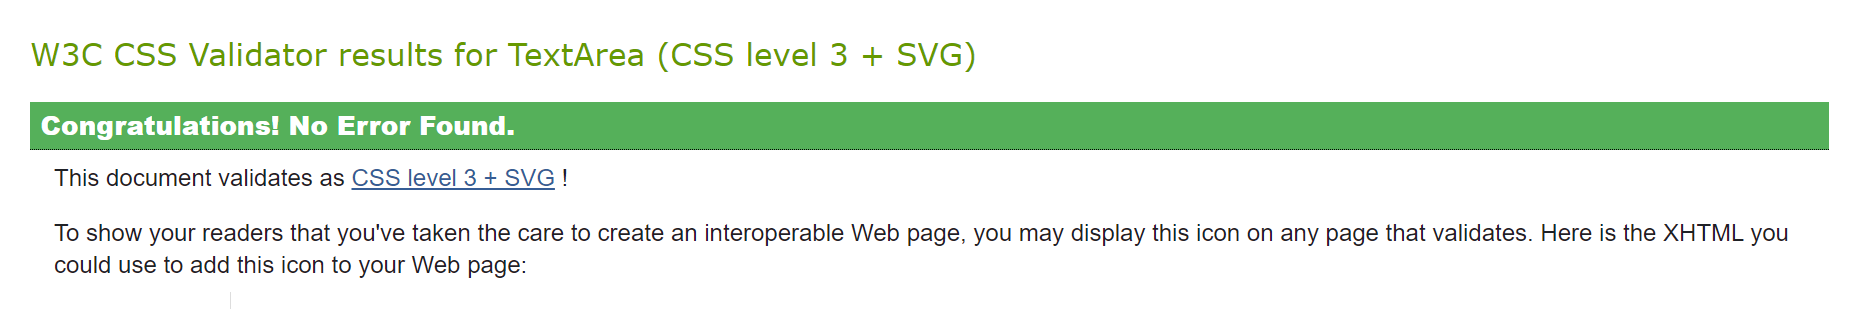 W3C CSS Validator results for TextArea (CSS level 3 + SVG)
Congratulations! No Error Found.
This document validates as CSS level 3 + SVG !
To show your readers that you've taken the care to create an interoperable Web page, you may display this icon on any page that validates. Here is the XHTML you
could use to add this icon to your Web page: